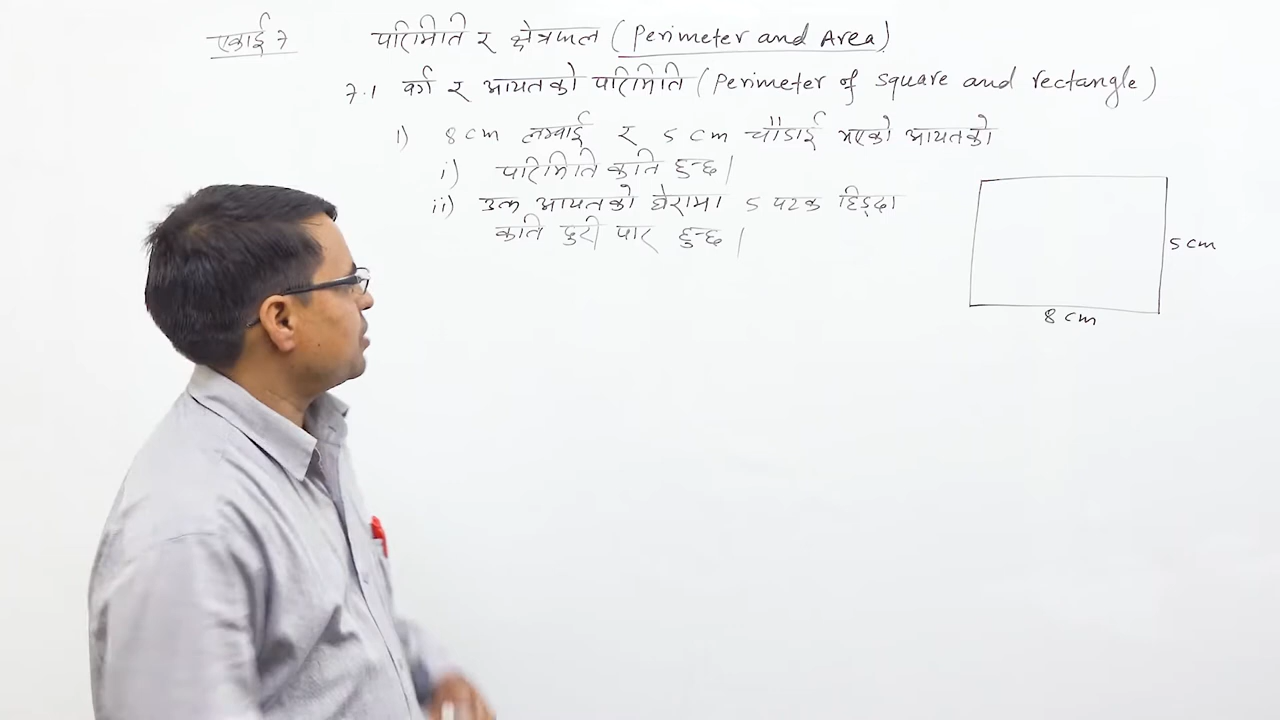 एकाई 7 परिमिति र क्षेत्रफल (Perimeter and Area)
7.1 वर्ग र आयतको परिमिति (Perimeter of square and rectangle)
1) 8 cm लम्बाई र 5 cm चौडाई भएको आयतको
i) परिमिति कति हुन्छ।
ii) उक्त आयतको घेरामा 5 पटक हिड्दा
कति दुरी पार हुन्छ।
5 cm
8 cm